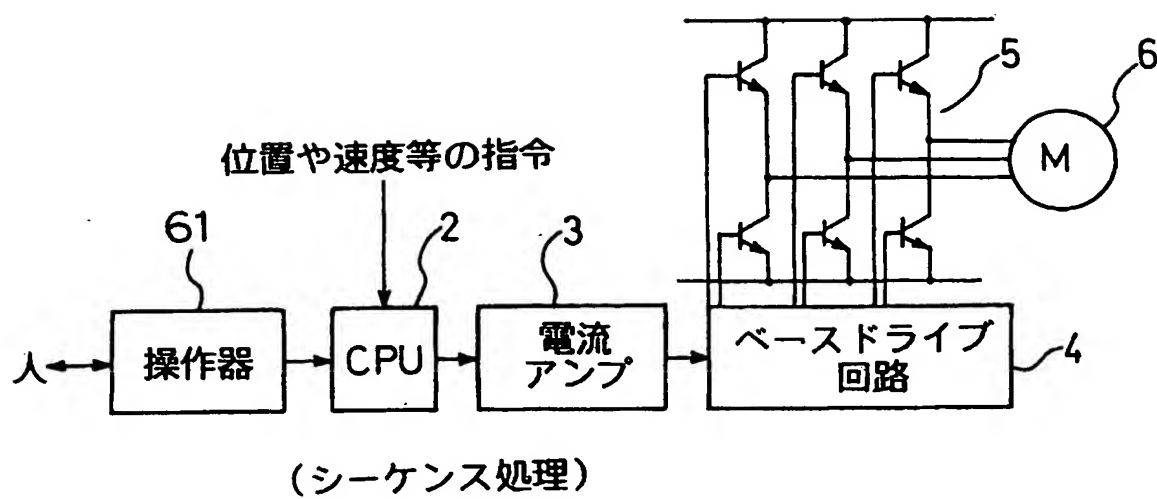 5
6
M
位置や速度等の指令
61
2
3
人
操作器
CPU
電流
アンプ
ベースドライブ
回路
4
(シーケンス処理)